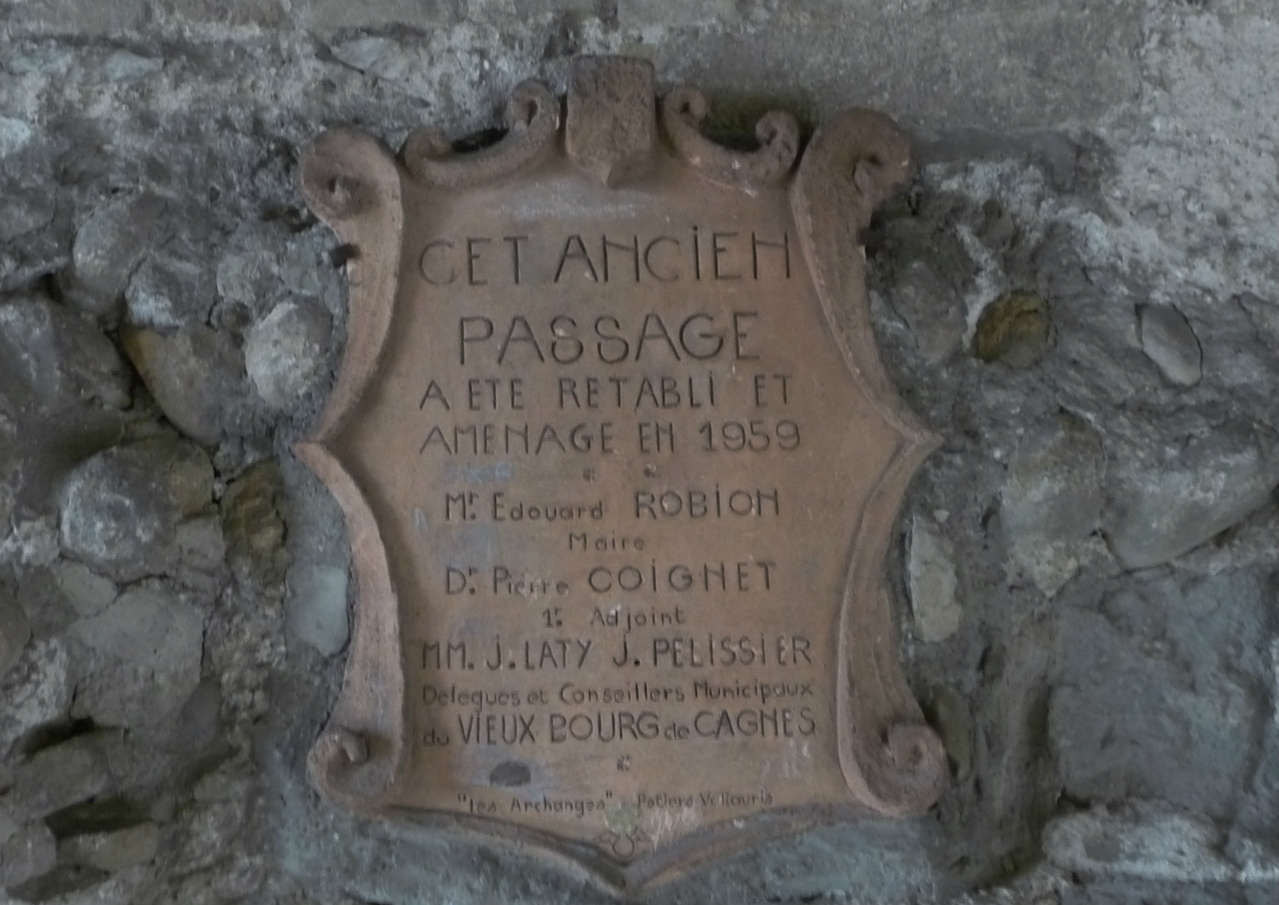 CET ANCIEN
PASSAGE
A ETE RETABLI ET
AMENAGE EN 1959
Mr. Edouard ROBION
Maire
Dr. Pierre COIGNET
1r. Adjoint
MM. J. LATY J. PELISSIER
Delegues et Conseillers Municipaux
du VIEUX BOURG de CAGNES
"Les Archanges" Potiers Vallauris